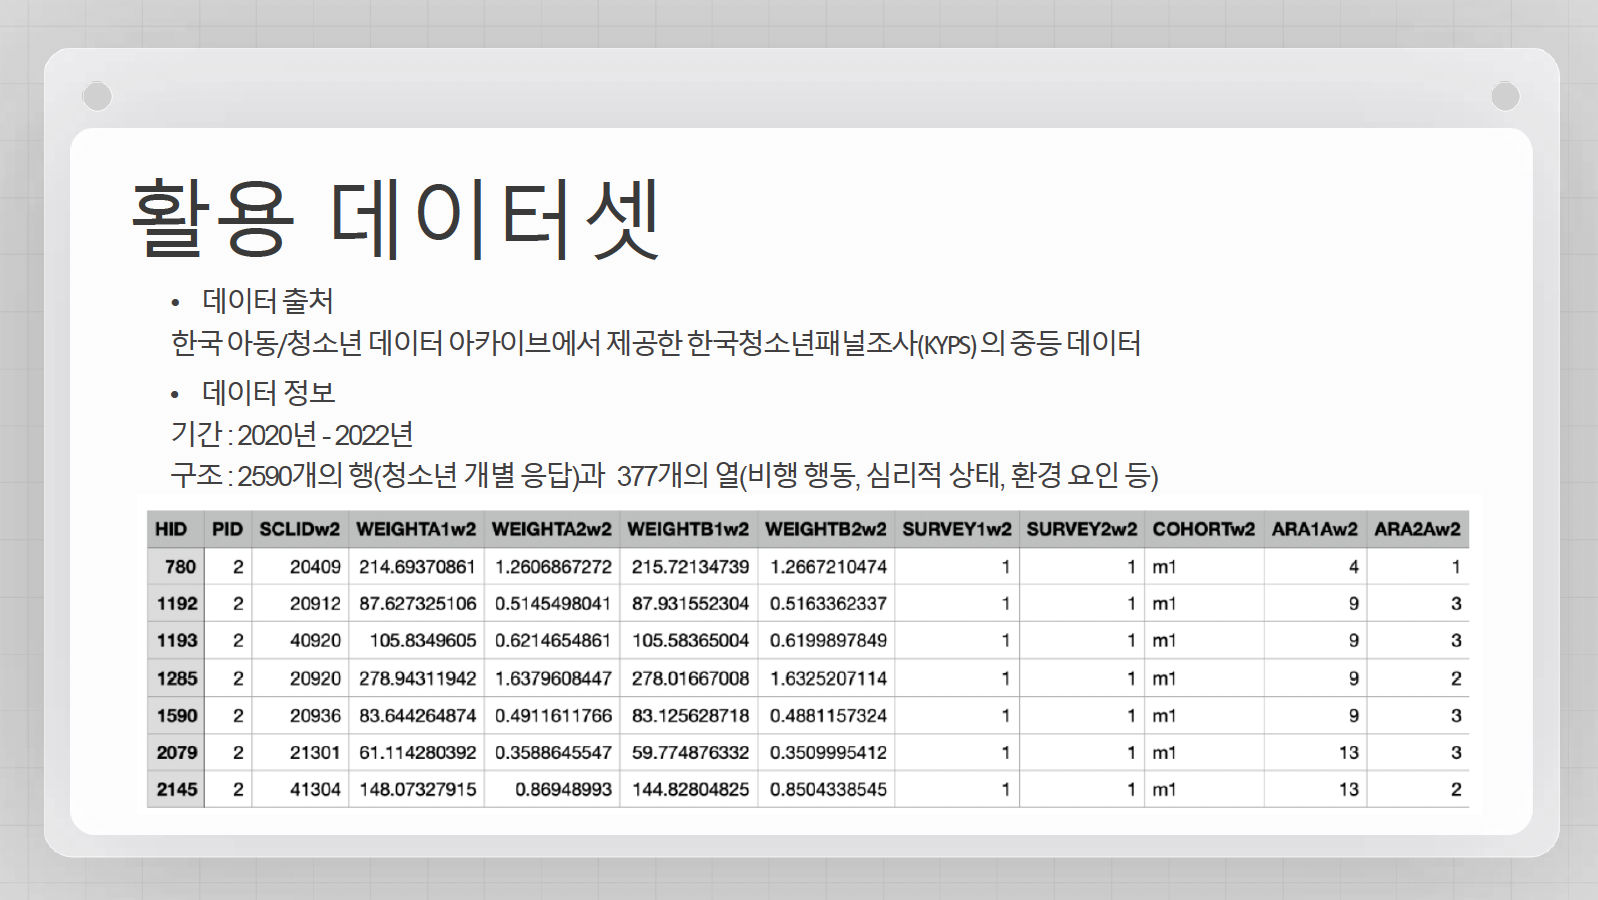 활용 데이터셋
• 데이터 출처
한국 아동/청소년 데이터 아카이브에서 제공한 한국청소년패널조사(KYPS) 의 중등 데이터
• 데이터 정보
기간 : 2020년 - 2022년
구조 : 2590개의 행(청소년 개별 응답)과 377개의 열(비행 행동, 심리적 상태, 환경 요인 등)
HID PID SCLIDw2 WEIGHTA1w2 WEIGHTA2w2 WEIGHTB1w2 WEIGHTB2w2 SURVEY1w2 SURVEY2w2 COHORTw2 ARA1Aw2 ARA2Aw2
780 2 20409 214.69370861 1.2606867272 215.72134739 1.2667210474 1 1 m1 4 1
1192 2 20912 87.627325106 0.5145498041 87.931552304 0.5163362337 1 1 m1 9 3
1193 2 40920 105.8349605 0.6214654861 105.58365004 0.6199897849 1 1 m1 9 3
1285 2 20920 278.94311942 1.6379608447 278.01667008 1.6325207114 1 1 m1 9 2
1590 2 20936 83.644264874 0.4911611766 83.125628718 0.4881157324 1 1 m1 9 3
2079 2 21301 61.114280392 0.3588645547 59.774876332 0.3509995412 1 1 m1 13 3
2145 2 41304 148.07327915 0.86948993 144.82804825 0.8504338545 1 1 m1 13 2